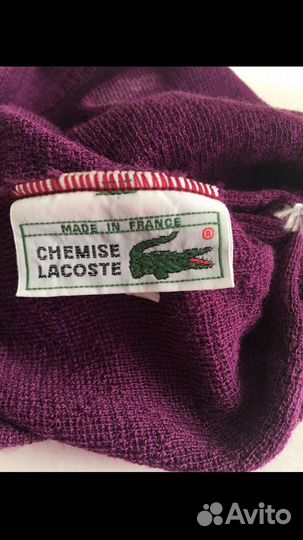 MADE IN FRANCE
CHEMISE
LACOSTE
®
Avito